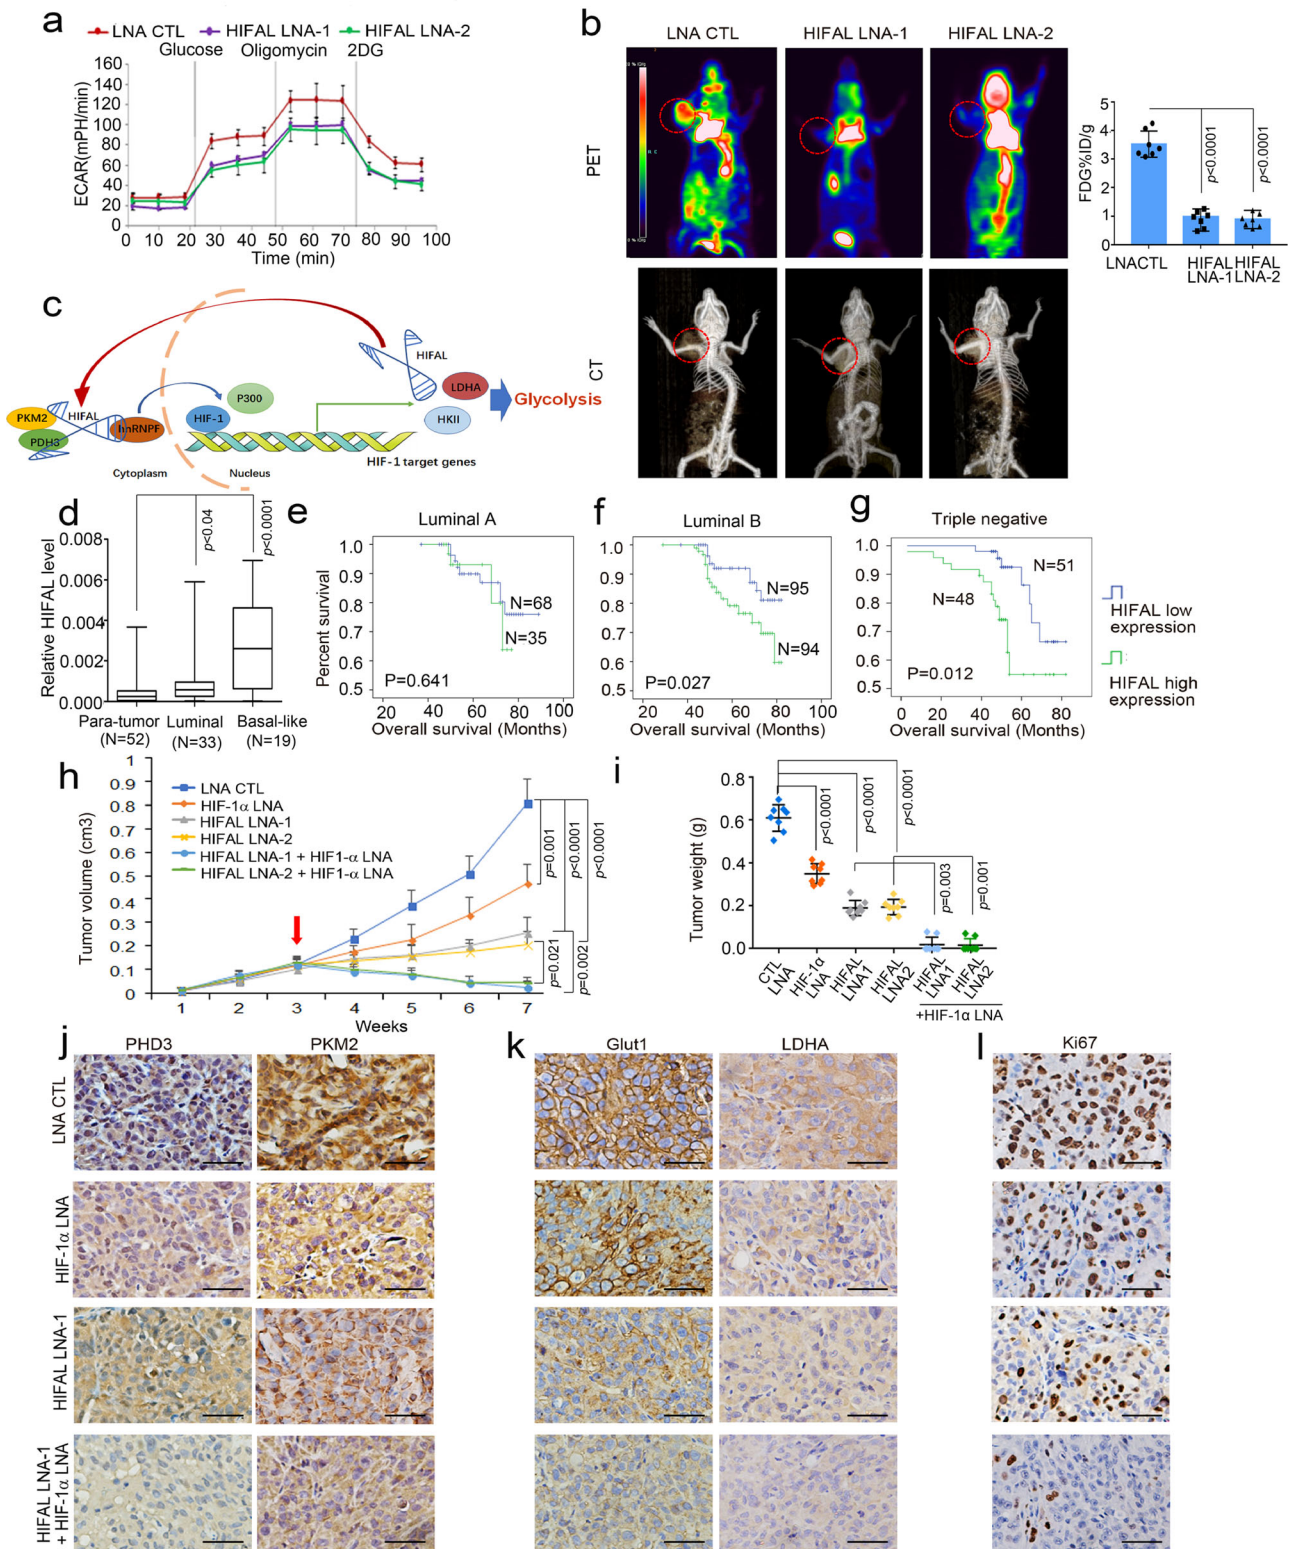 a
LNA CTL HIFAL LNA-1 HIFAL LNA-2
Glucose Oligomycin 2DG
ECAR(mPH/min)
160
140
120
100
80
60
40
20
0
0 10 20 30 40 50 60 70 80 90 100
Time (min)
b
LNA CTL HIFAL LNA-1 HIFAL LNA-2
PET
CT
FDG%ID/g
5
4
3
2
1
0
p<0.0001
p<0.0001
LNACTL HIFAL LNA-1 HIFAL LNA-2
c
HIFAL
LDHA
HKII
Glycolysis
P300
HIF-1
PKM2
HIFAL
hnRNPF
PDH3
HIF-1 target genes
Cytoplasm Nucleus
d
p<0.04
p<0.0001
Relative HIFAL level
0.008
0.006
0.004
0.002
0.000
Para-tumor Luminal Basal-like
(N=52) (N=33) (N=19)
e
Luminal A
Percent survival
1.0
0.9
0.8
0.7
0.6
0.5
N=68
N=35
P=0.641
20 40 60 80 100
Overall survival (Months)
f
Luminal B
1.0
0.9
0.8
0.7
0.6
0.5
N=95
N=94
P=0.027
20 40 60 80 100
Overall survival (Months)
g
Triple negative
1.0
0.9
0.8
0.7
0.6
0.5
N=51
N=48
P=0.012
0 20 40 60 80
Overall survival (Months)
HIFAL low
expression
HIFAL high
expression
h
Tumor volume (cm3)
1
0.9
0.8
0.7
0.6
0.5
0.4
0.3
0.2
0.1
0
LNA CTL
HIF-1α LNA
HIFAL LNA-1
HIFAL LNA-2
HIFAL LNA-1 + HIF1-α LNA
HIFAL LNA-2 + HIF1-α LNA
p=0.001
p<0.0001
p<0.0001
p=0.021
p=0.002
1 2 3 4 5 6 7
Weeks
i
Tumor weight (g)
0.8
0.6
0.4
0.2
0.0
p<0.0001
p<0.0001
p<0.0001
p=0.003
p=0.001
CTL LNA
HIF-1α LNA
HIFAL LNA1
HIFAL LNA2
HIFAL LNA1
HIFAL LNA2
+HIF-1α LNA
j
PHD3 PKM2
k
Glut1 LDHA
l
Ki67
LNA CTL
HIF-1α LNA
HIFAL LNA-1
HIFAL LNA-1
+ HIF-1α LNA